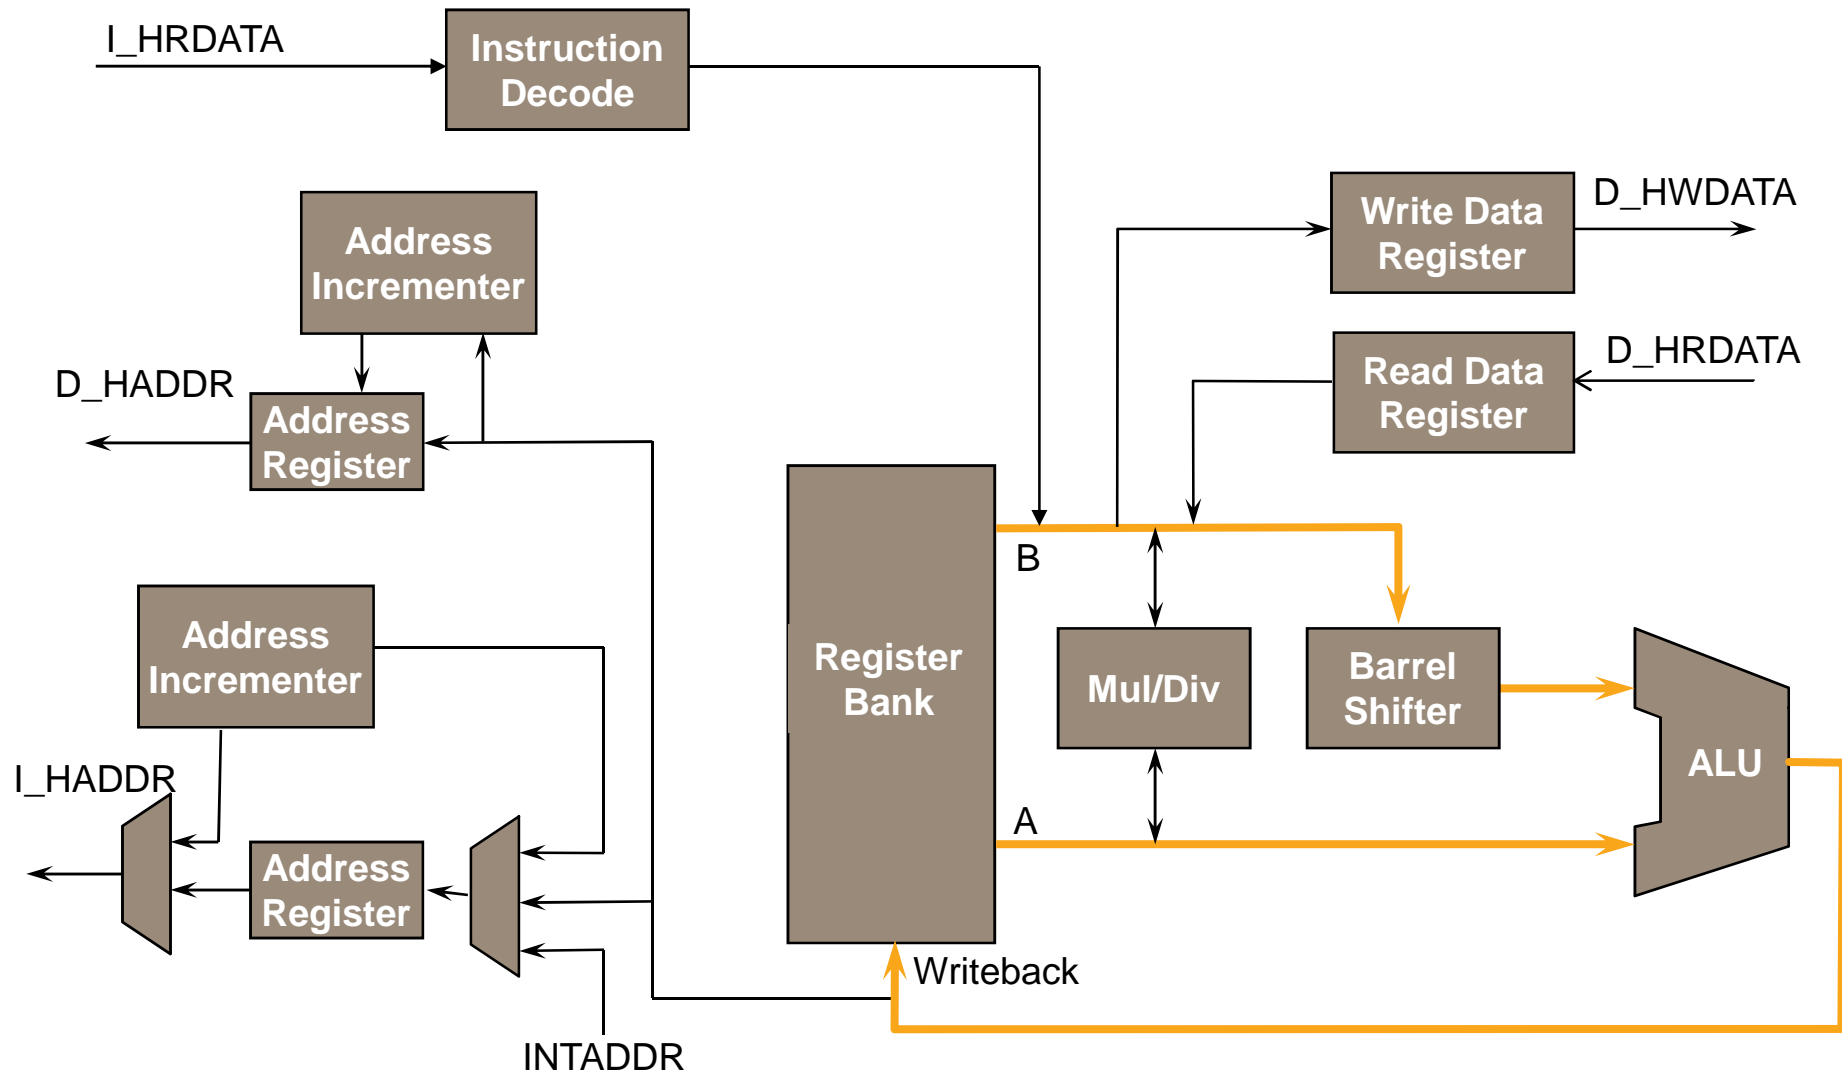 I_HRDATA
Instruction
Decode
Write Data
Register
D_HWDATA
Address
Incrementer
Read Data
Register
D_HRDATA
D_HADDR
Address
Register
B
Address
Incrementer
Register
Bank
Mul/Div
Barrel
Shifter
ALU
I_HADDR
A
Address
Register
Writeback
INTADDR